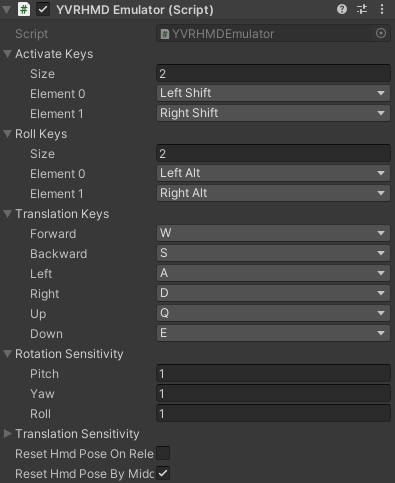 YVRHMD Emulator (Script)
Script YVRHMDEmulator
Activate Keys
Size 2
Element 0 Left Shift
Element 1 Right Shift
Roll Keys
Size 2
Element 0 Left Alt
Element 1 Right Alt
Translation Keys
Forward W
Backward S
Left A
Right D
Up Q
Down E
Rotation Sensitivity
Pitch 1
Yaw 1
Roll 1
Translation Sensitivity
Reset Hmd Pose On Rele
Reset Hmd Pose By Midd